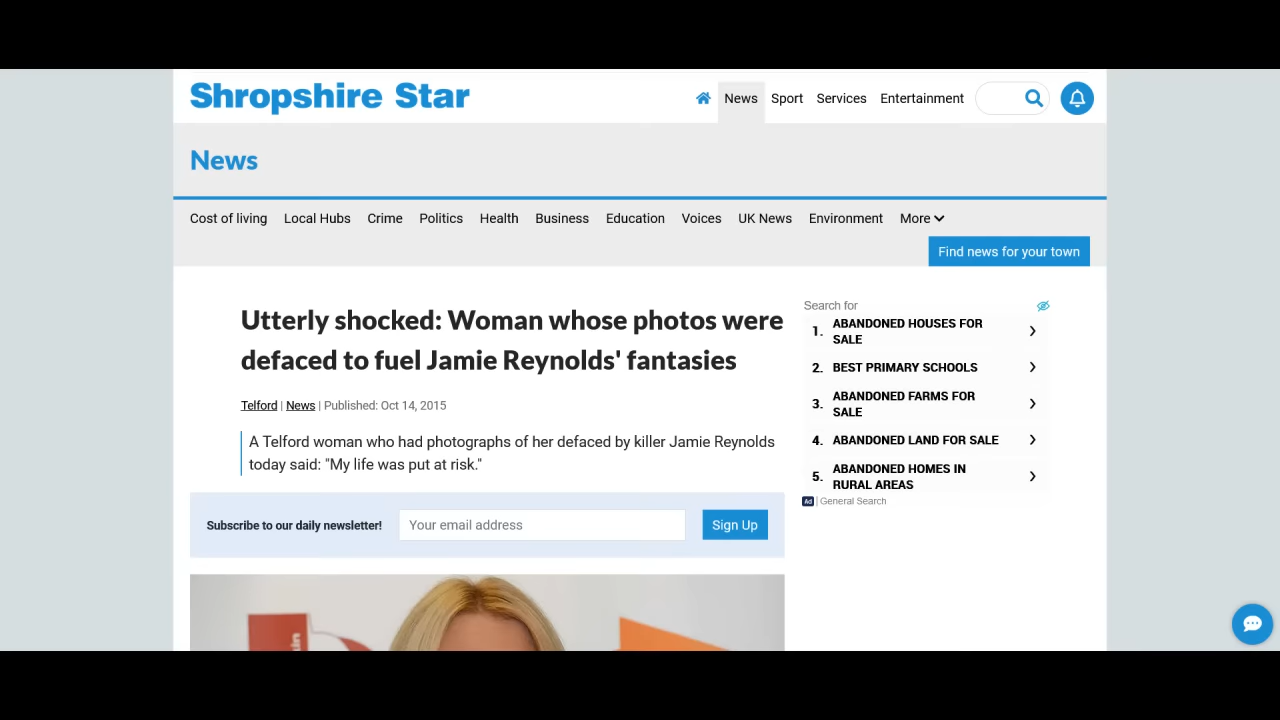 Shropshire Star
News
Sport
Services
Entertainment
News
Cost of living
Local Hubs
Crime
Politics
Health
Business
Education
Voices
UK News
Environment
More
Find news for your town
Utterly shocked: Woman whose photos were
defaced to fuel Jamie Reynolds' fantasies
Telford | News | Published: Oct 14, 2015
A Telford woman who had photographs of her defaced by killer Jamie Reynolds
today said: "My life was put at risk."
Subscribe to our daily newsletter!
Your email address
Sign Up
Search for
1. ABANDONED HOUSES FOR
SALE
2. BEST PRIMARY SCHOOLS
3. ABANDONED FARMS FOR
SALE
4. ABANDONED LAND FOR SALE
5. ABANDONED HOMES IN
RURAL AREAS
Ad | General Search